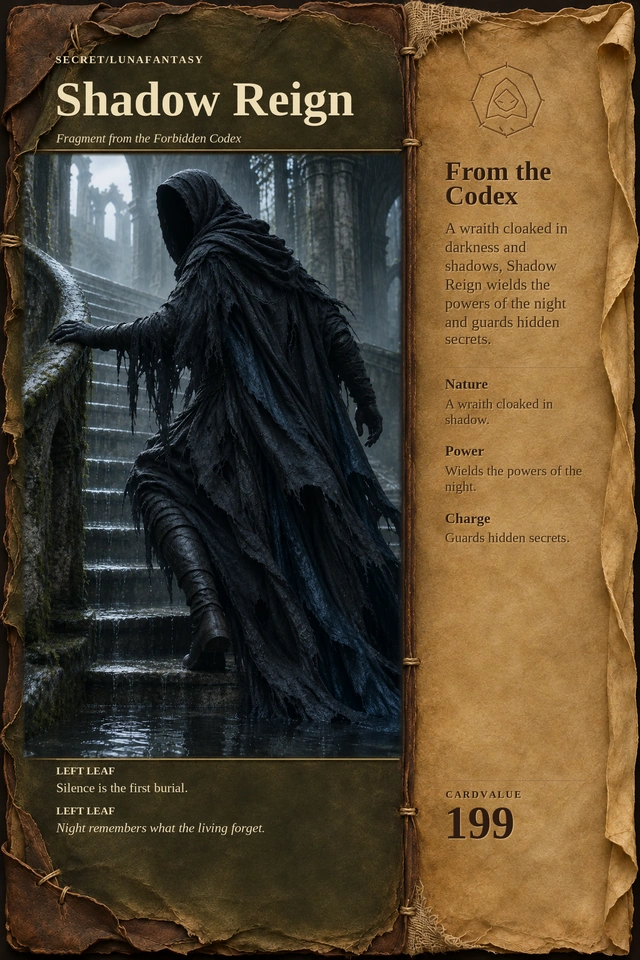 SECRET/LUNAFANTASY
Shadow Reign
Fragment from the Forbidden Codex
LEFT LEAF
Silence is the first burial.
LEFT LEAF
Night remembers what the living forget.
From the
Codex
A wraith cloaked in
darkness and
shadows, Shadow
Reign wields the
powers of the night
and guards hidden
secrets.
Nature
A wraith cloaked in
shadow.
Power
Wields the powers of the
night.
Charge
Guards hidden secrets.
CARDVALUE
199